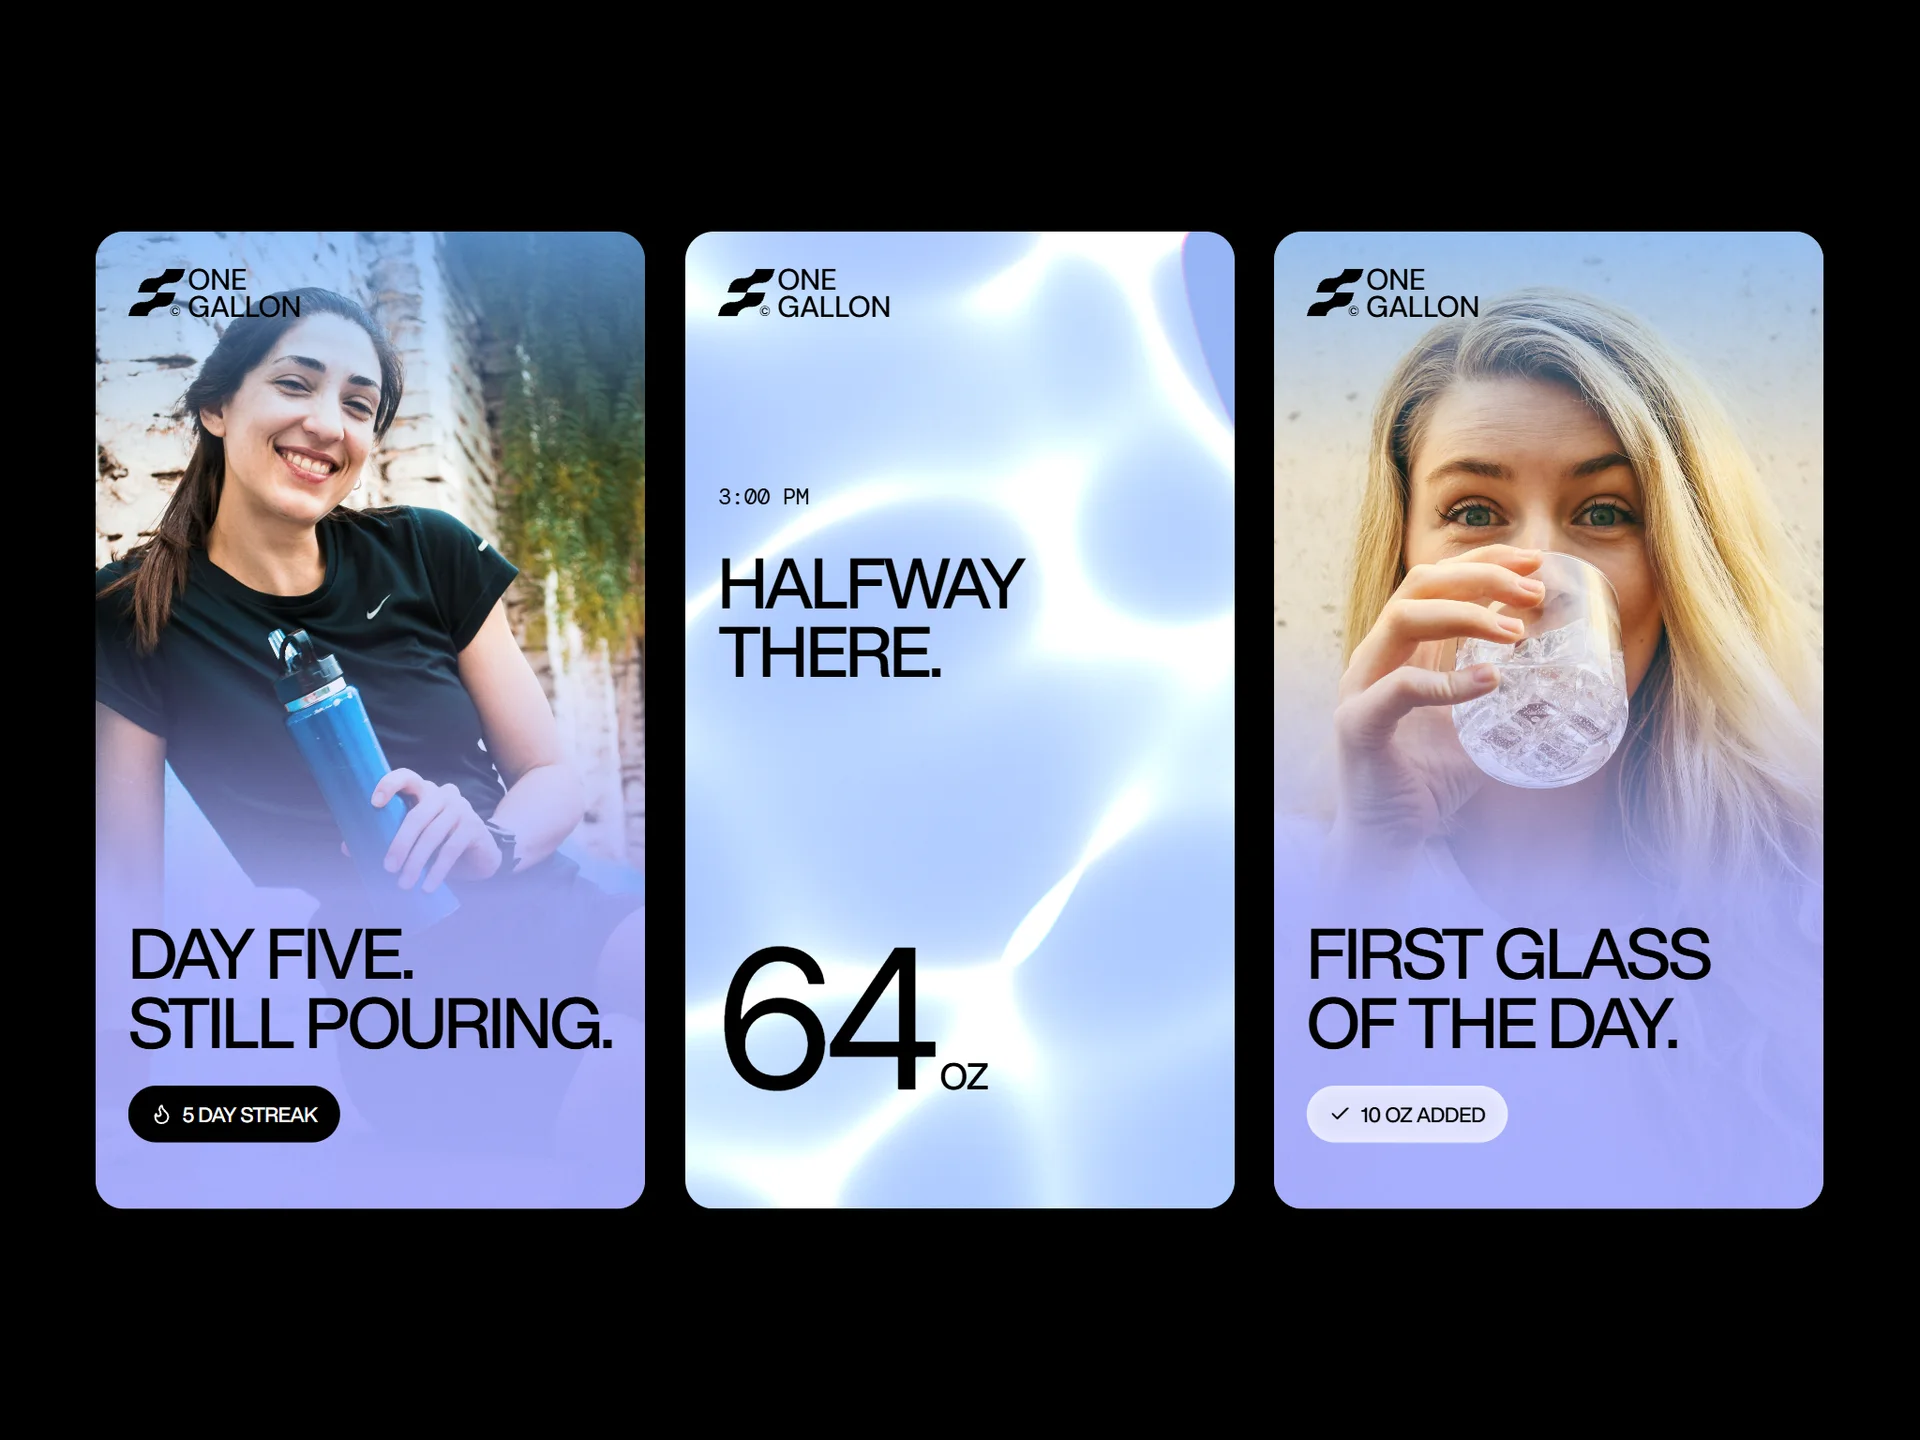 ONE
GALLON
©
DAY FIVE.
STILL POURING.
5 DAY STREAK
ONE
GALLON
©
3:00 PM
HALFWAY
THERE.
64 OZ
ONE
GALLON
©
FIRST GLASS
OF THE DAY.
10 OZ ADDED